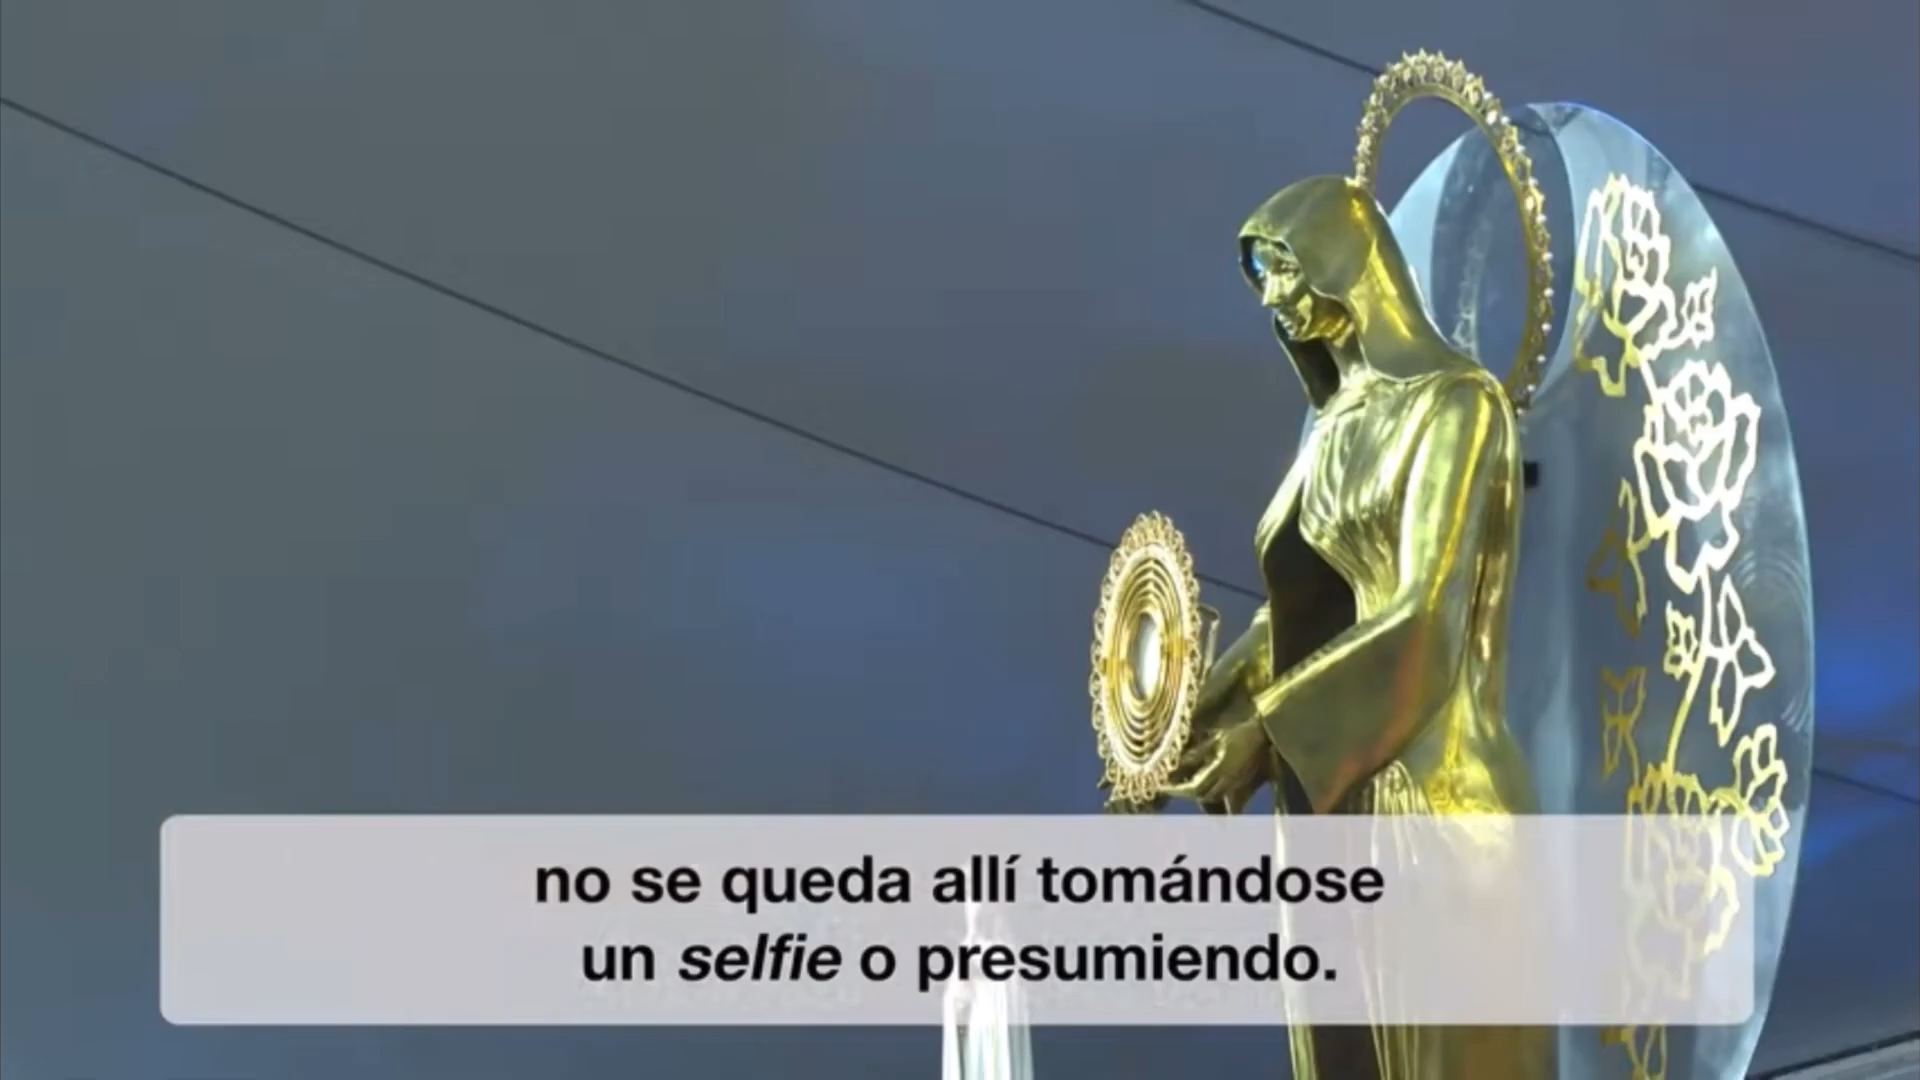 no se queda allí tomándose
un selfie o presumiendo.